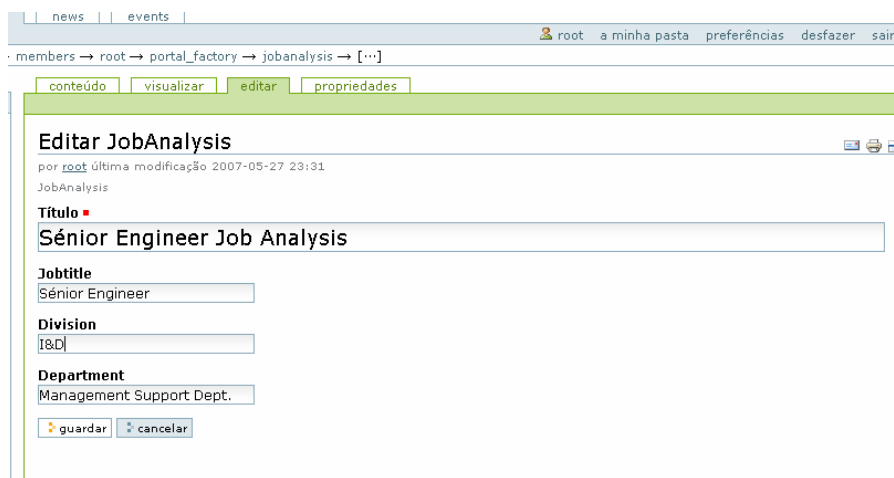 news events
root a minha pasta preferências desfazer sair
members → root → portal_factory → jobanalysis → [···]
conteúdo visualizar editar propriedades
Editar JobAnalysis
por root última modificação 2007-05-27 23:31
JobAnalysis
Título
Sénior Engineer Job Analysis
Jobtitle
Sénior Engineer
Division
I&D
Department
Management Support Dept.
guardar cancelar